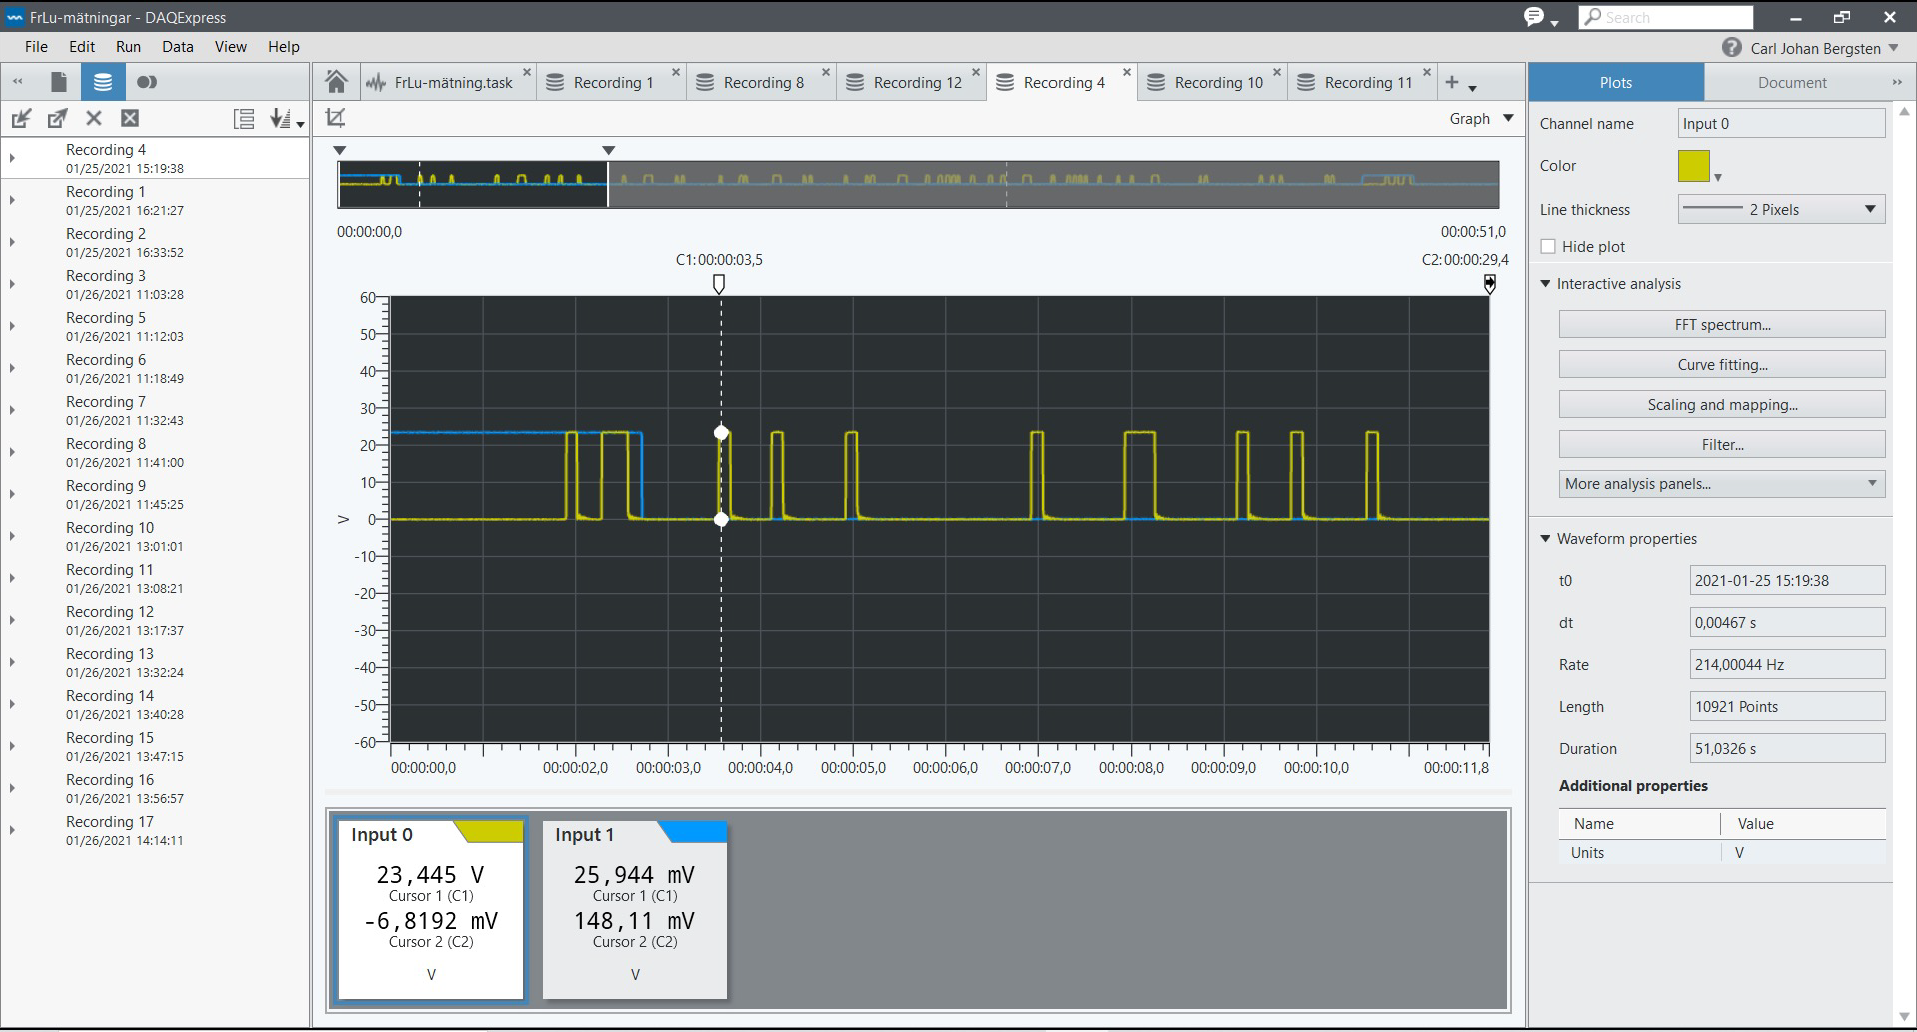 FrLu-mätningar - DAQExpress
Search
File Edit Run Data View Help
Carl Johan Bergsten
FrLu-mätning.task
Recording 1
Recording 8
Recording 12
Recording 4
Recording 10
Recording 11
Plots
Document
Recording 4
01/25/2021 15:19:38
Recording 1
01/25/2021 16:21:27
Recording 2
01/25/2021 16:33:52
Recording 3
01/26/2021 11:03:28
Recording 5
01/26/2021 11:12:03
Recording 6
01/26/2021 11:18:49
Recording 7
01/26/2021 11:32:43
Recording 8
01/26/2021 11:41:00
Recording 9
01/26/2021 11:45:25
Recording 10
01/26/2021 13:01:01
Recording 11
01/26/2021 13:08:21
Recording 12
01/26/2021 13:17:37
Recording 13
01/26/2021 13:32:24
Recording 14
01/26/2021 13:40:28
Recording 15
01/26/2021 13:47:15
Recording 16
01/26/2021 13:56:57
Recording 17
01/26/2021 14:14:11
Graph
00:00:00,0
00:00:51,0
C1: 00:00:03,5
C2: 00:00:29,4
60
50
40
30
20
10
0
-10
-20
-30
-40
-50
-60
V
00:00:00,0 00:00:02,0 00:00:03,0 00:00:04,0 00:00:05,0 00:00:06,0 00:00:07,0 00:00:08,0 00:00:09,0 00:00:10,0 00:00:11,8
Input 0
23,445 V
Cursor 1 (C1)
-6,8192 mV
Cursor 2 (C2)
V
Input 1
25,944 mV
Cursor 1 (C1)
148,11 mV
Cursor 2 (C2)
V
Channel name Input 0
Color
Line thickness 2 Pixels
Hide plot
Interactive analysis
FFT spectrum...
Curve fitting...
Scaling and mapping...
Filter...
More analysis panels...
Waveform properties
t0 2021-01-25 15:19:38
dt 0,00467 s
Rate 214,00044 Hz
Length 10921 Points
Duration 51,0326 s
Additional properties
Name Value
Units V